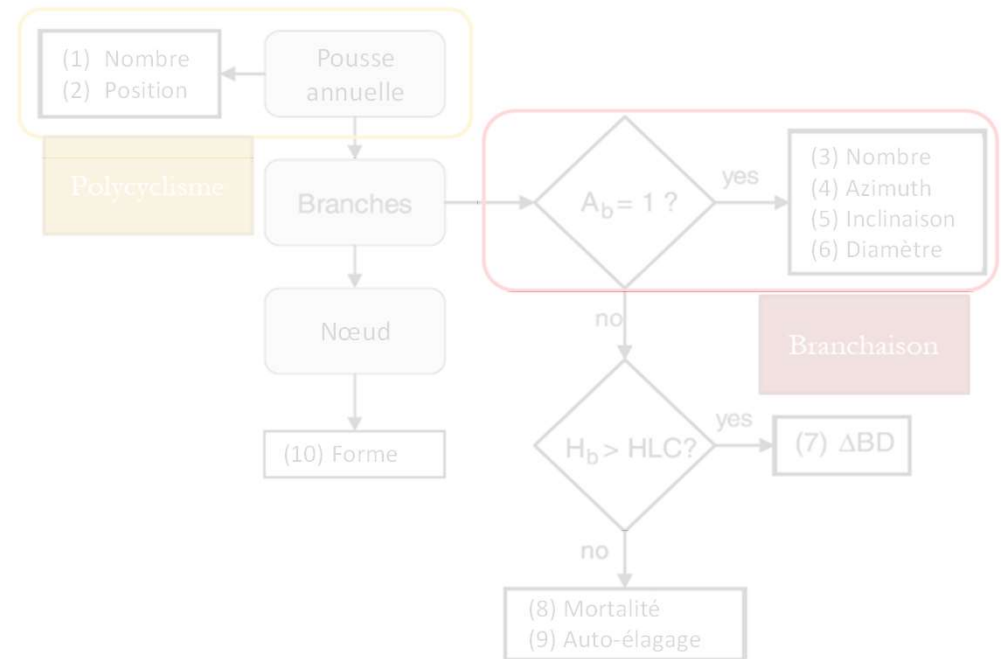 (1) Nombre
(2) Position
Pousse
annuelle
Polycyclisme
Branches
A_b = 1 ?
yes
(3) Nombre
(4) Azimuth
(5) Inclinaison
(6) Diamètre
no
Nœud
Branchaison
(10) Forme
H_b > HLC?
yes
(7) ΔBD
no
(8) Mortalité
(9) Auto-élagage